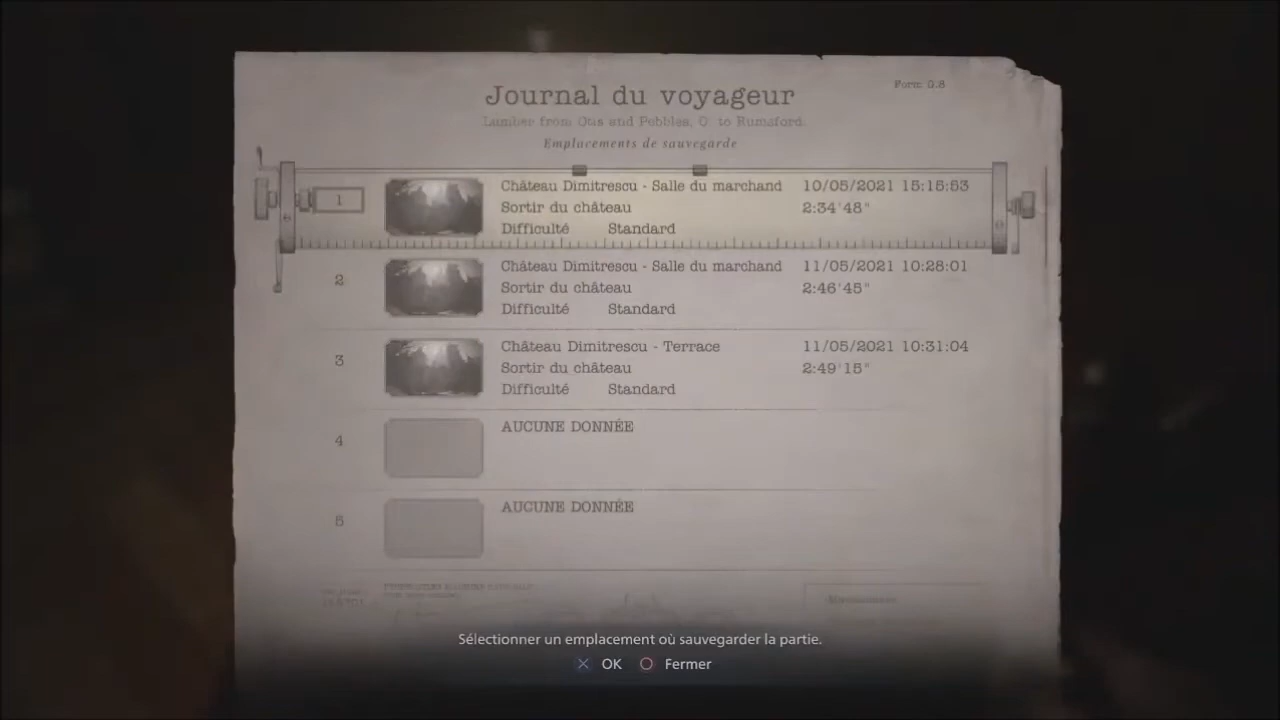 Form G.8
Journal du voyageur
Lumber from Otis and Pebbles, O. to Rumsford.
Emplacements de sauvegarde
1
Château Dimitrescu - Salle du marchand 10/05/2021 15:15:53
Sortir du château 2:34'48"
Difficulté Standard
2
Château Dimitrescu - Salle du marchand 11/05/2021 10:28:01
Sortir du château 2:46'45"
Difficulté Standard
3
Château Dimitrescu - Terrace 11/05/2021 10:31:04
Sortir du château 2:49'15"
Difficulté Standard
4
AUCUNE DONNÉE
5
AUCUNE DONNÉE
Sélectionner un emplacement où sauvegarder la partie.
OK Fermer